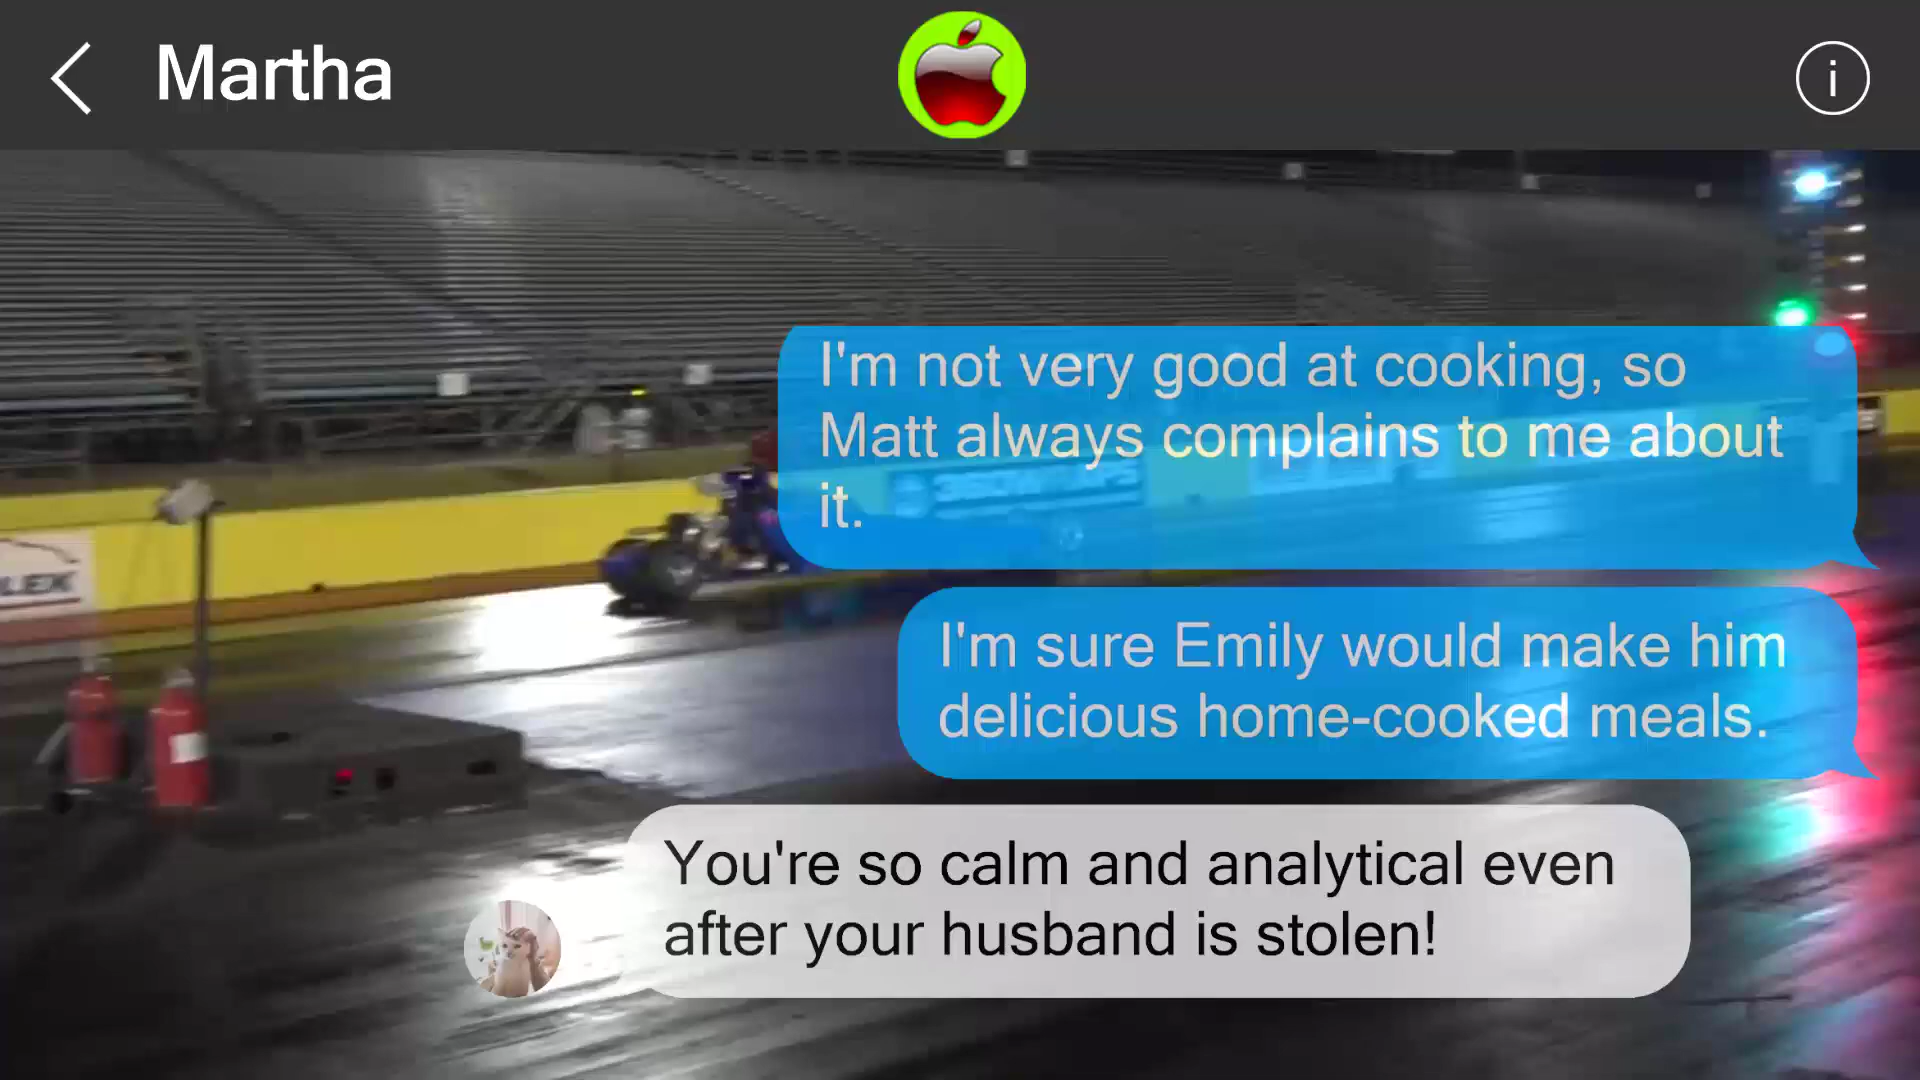 Martha
i
I'm not very good at cooking, so
Matt always complains to me about
it.
I'm sure Emily would make him
delicious home-cooked meals.
You're so calm and analytical even
after your husband is stolen!
LEX